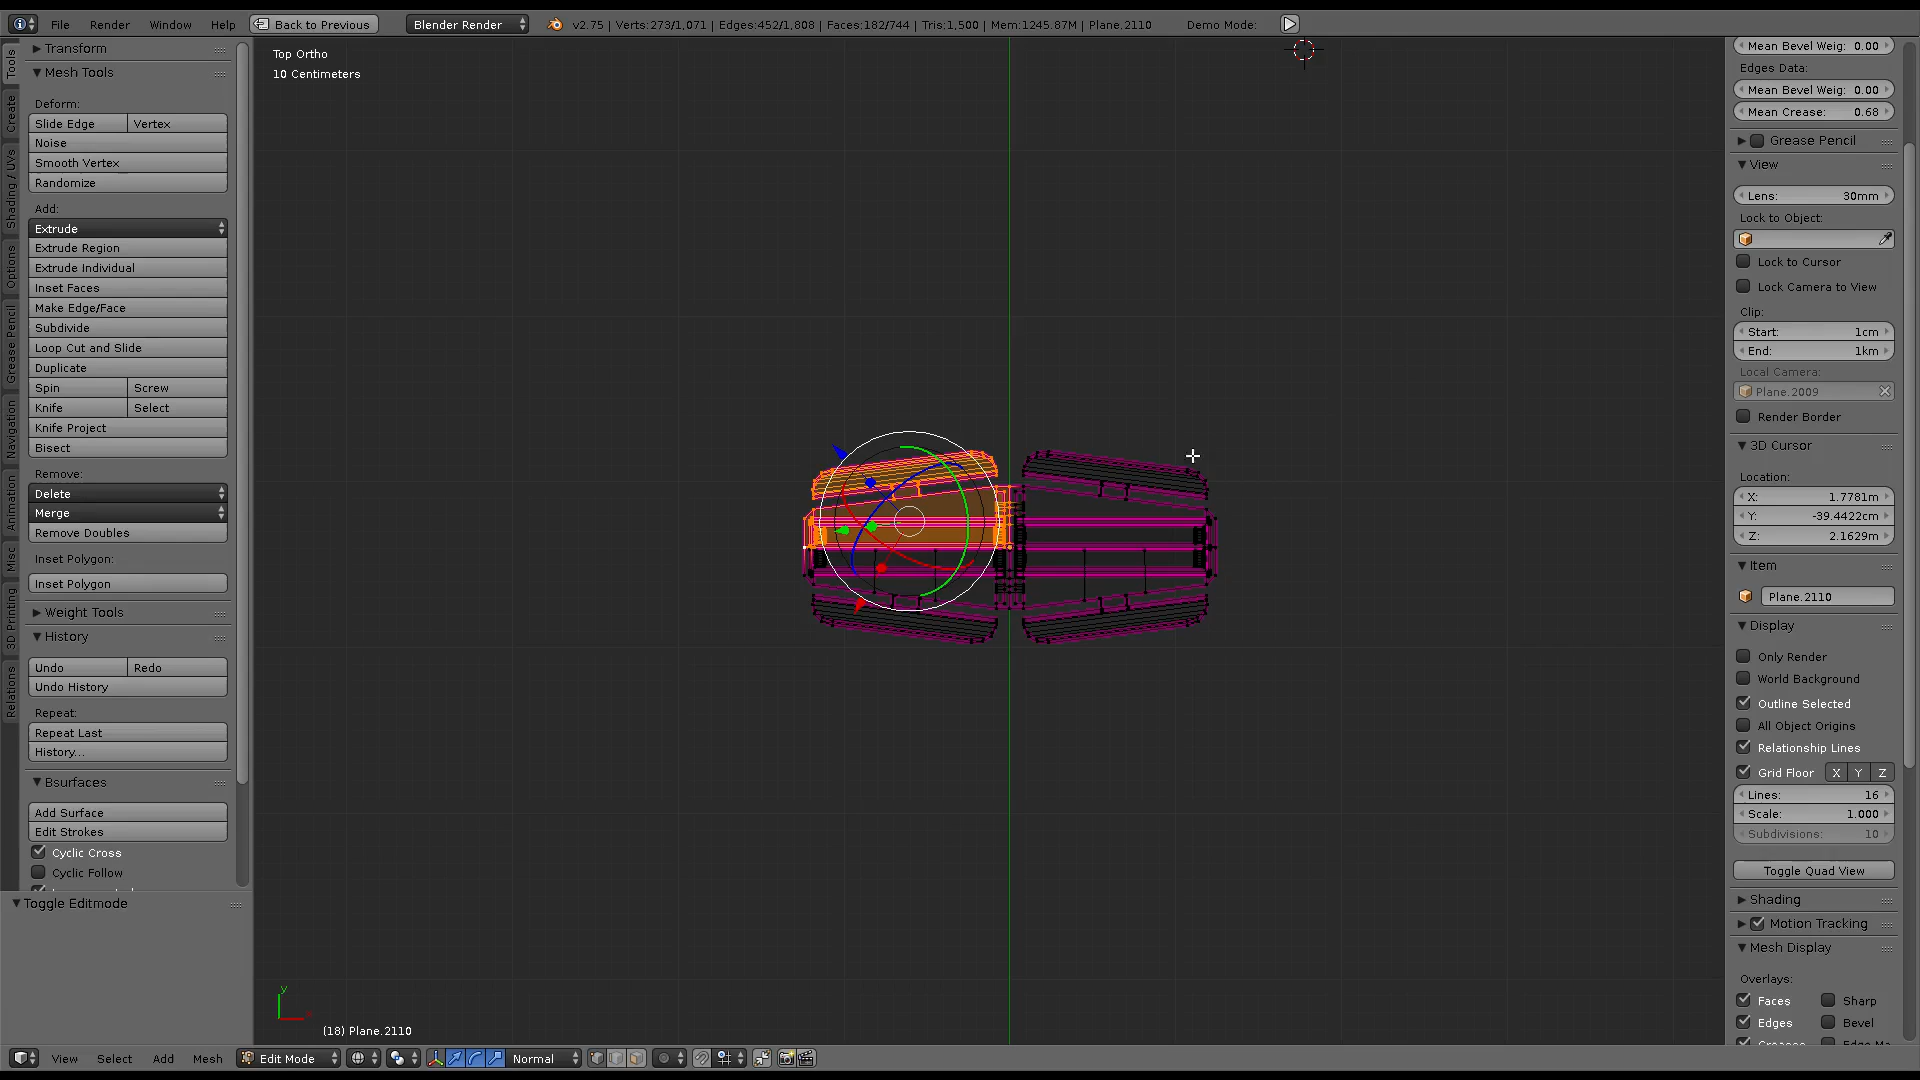 File Render Window Help Back to Previous Blender Render v2.75 | Verts:273/1,071 | Edges:452/1,808 | Faces:182/744 | Tris:1,500 | Mem:1245.87M | Plane.2110 Demo Mode:
Tools
Create
Shading / UVs
Options
Grease Pencil
Navigation
Animation
Misc
3D Printing
Relations
Transform
Mesh Tools
Deform:
Slide Edge Vertex
Noise
Smooth Vertex
Randomize
Add:
Extrude
Extrude Region
Extrude Individual
Inset Faces
Make Edge/Face
Subdivide
Loop Cut and Slide
Duplicate
Spin Screw
Knife Select
Knife Project
Bisect
Remove:
Delete
Merge
Remove Doubles
Inset Polygon:
Inset Polygon
Weight Tools
History
Undo Redo
Undo History
Repeat:
Repeat Last
History...
Bsurfaces
Add Surface
Edit Strokes
Cyclic Cross
Cyclic Follow
Toggle Editmode
Top Ortho
10 Centimeters
y
(18) Plane.2110
Mean Bevel Weig: 0.00
Edges Data:
Mean Bevel Weig: 0.00
Mean Crease: 0.68
Grease Pencil
View
Lens: 30mm
Lock to Object:
Lock to Cursor
Lock Camera to View
Clip:
Start: 1cm
End: 1km
Local Camera:
Plane.2009
Render Border
3D Cursor
Location:
X: 1.7781m
Y: -39.4422cm
Z: 2.1629m
Item
Plane.2110
Display
Only Render
World Background
Outline Selected
All Object Origins
Relationship Lines
Grid Floor X Y Z
Lines: 16
Scale: 1.000
Subdivisions: 10
Toggle Quad View
Shading
Motion Tracking
Mesh Display
Overlays:
Faces Sharp
Edges Bevel
View Select Add Mesh Edit Mode Normal